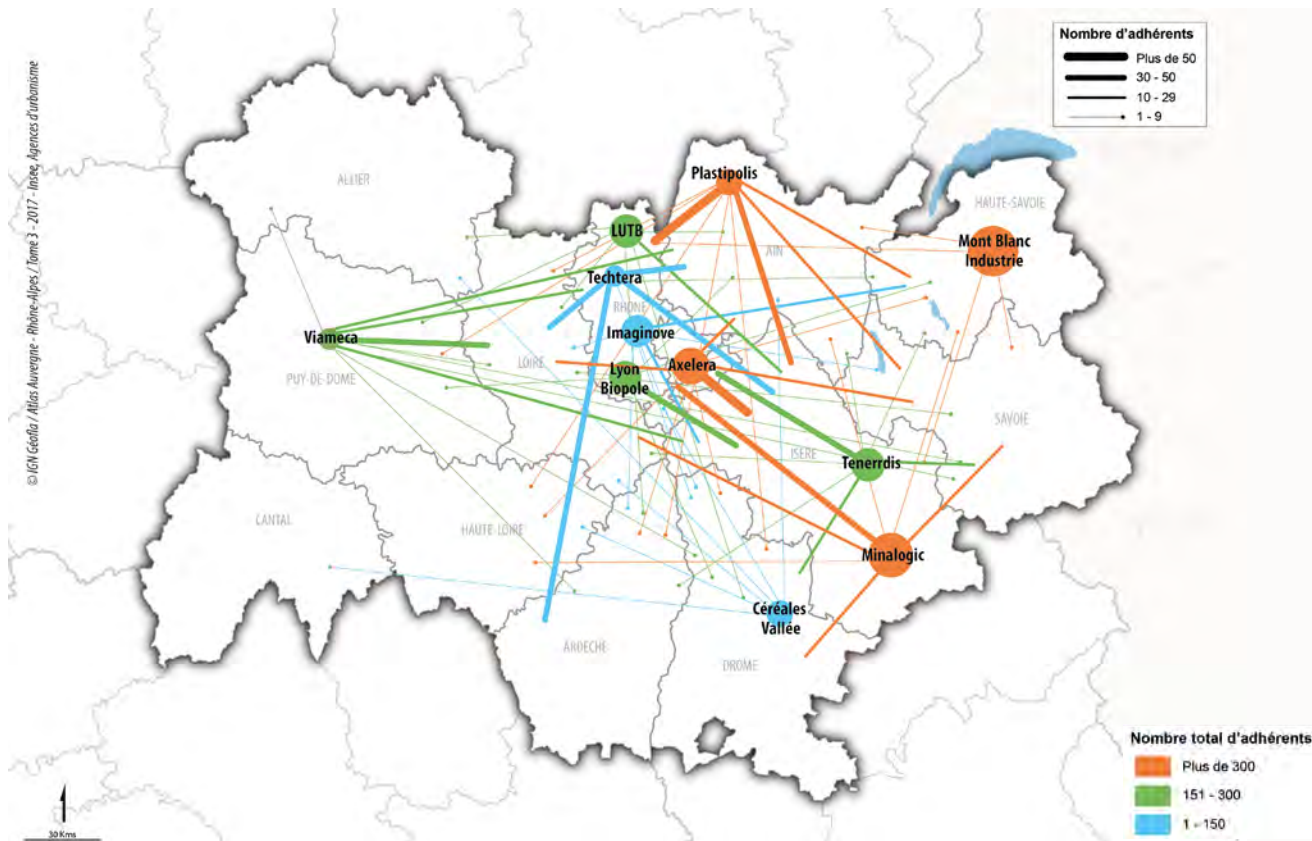 Nombre d'adhérents
Plus de 50
30 - 50
10 - 29
1 - 9
© IGN Géofla / Atlas Auvergne - Rhône-Alpes / Tome 3 - 2017 - Insee, Agences d'urbanisme
ALLIER
Plastipolis
HAUTE-SAVOIE
LUTB
Mont Blanc
Industrie
AIN
Techtera
RHÔNE
Imaginove
Viameca
LOIRE
Axelera
Lyon
Biopole
PUY-DE-DOME
SAVOIE
ISERE
Tenerrdis
CANTAL
HAUTE-LOIRE
Minalogic
Céréales
Vallée
ARDECHE
DROME
Nombre total d'adhérents
Plus de 300
151 - 300
1 - 150
30 Kms